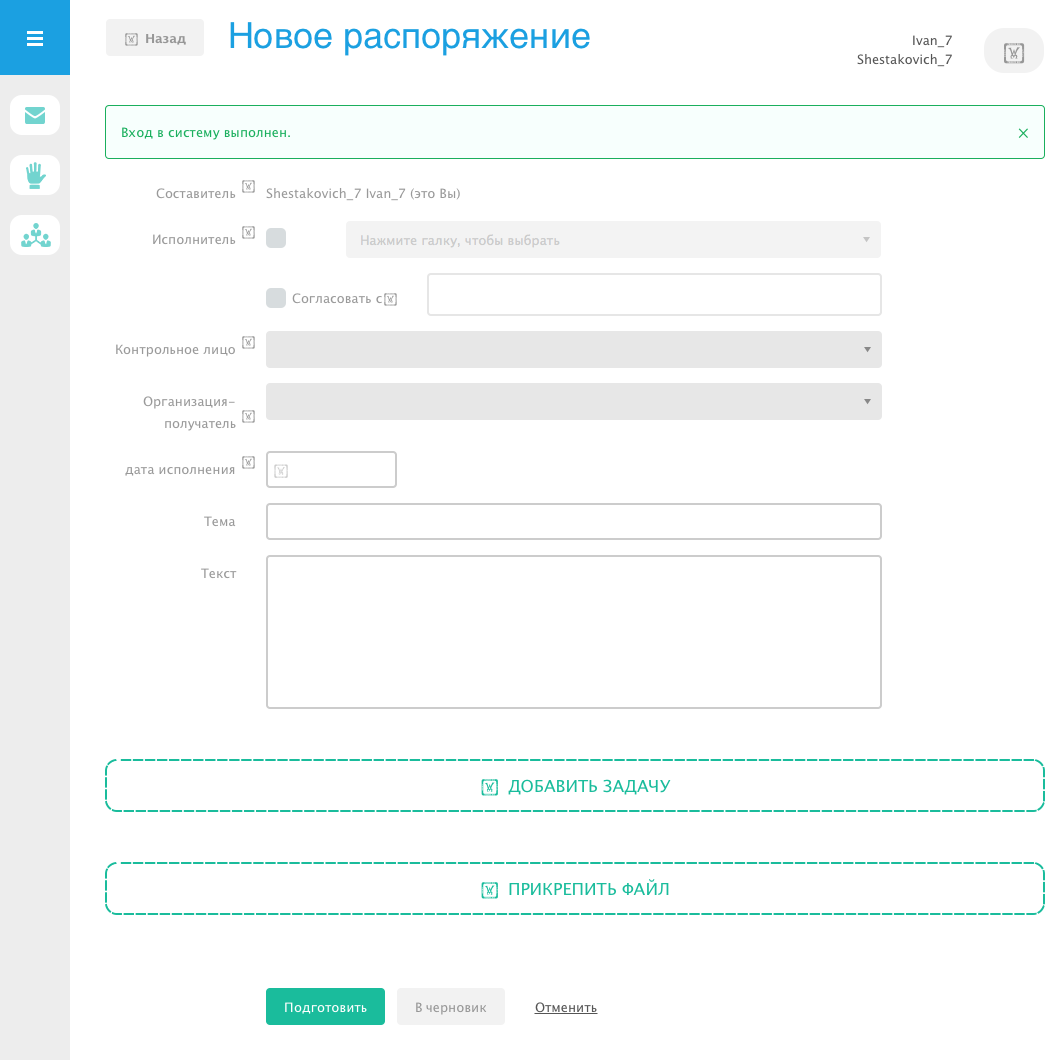 Назад
Новое распоряжение
Ivan_7
Shestakovich_7
Вход в систему выполнен.
Составитель Shestakovich_7 Ivan_7 (это Вы)
Исполнитель Нажмите галку, чтобы выбрать
Согласовать с
Контрольное лицо
Организация-
получатель
дата исполнения
Тема
Текст
ДОБАВИТЬ ЗАДАЧУ
ПРИКРЕПИТЬ ФАЙЛ
Подготовить В черновик Отменить